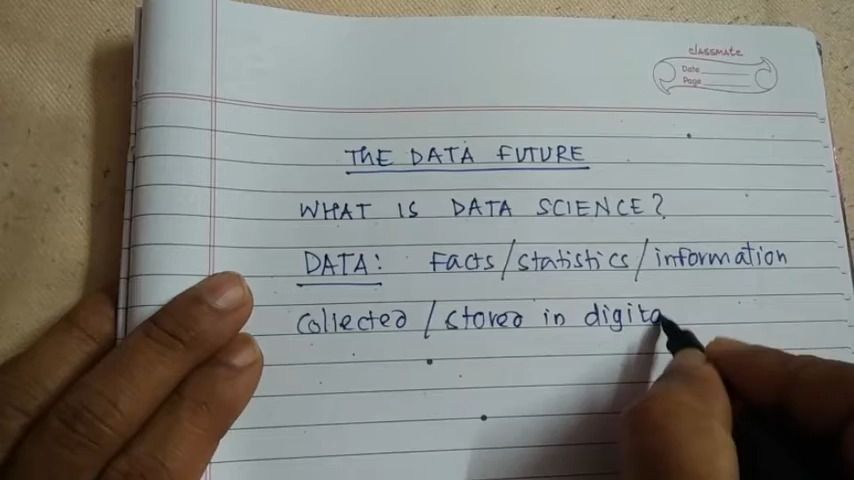 classmate
Date
Page
THE DATA FUTURE
WHAT IS DATA SCIENCE?
DATA: Facts/statistics/information
collected/stored in digita